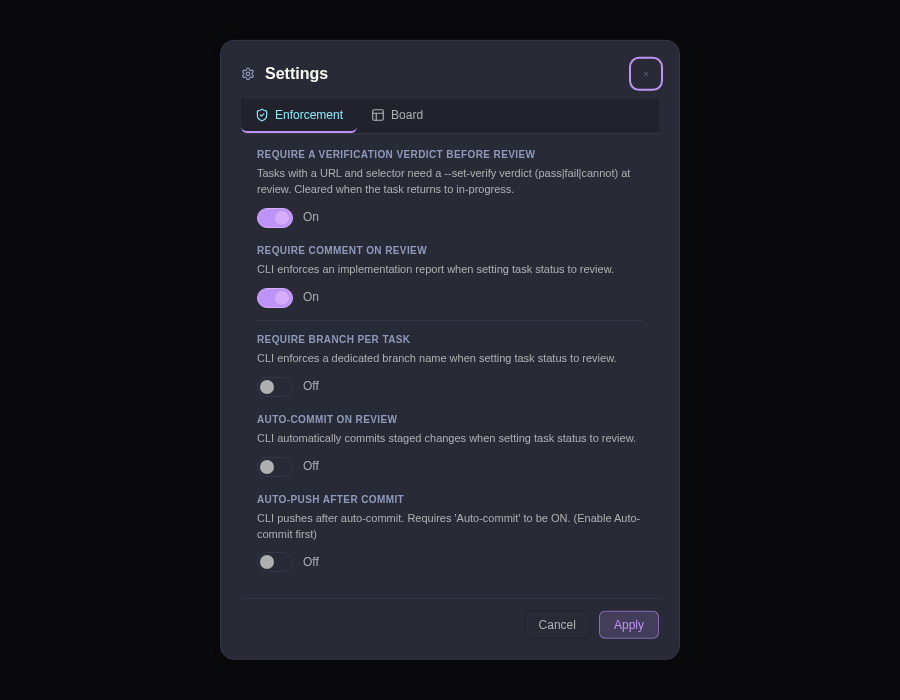 Settings
×
Enforcement
Board
REQUIRE A VERIFICATION VERDICT BEFORE REVIEW
Tasks with a URL and selector need a --set-verify verdict (pass|fail|cannot) at
review. Cleared when the task returns to in-progress.
On
REQUIRE COMMENT ON REVIEW
CLI enforces an implementation report when setting task status to review.
On
REQUIRE BRANCH PER TASK
CLI enforces a dedicated branch name when setting task status to review.
Off
AUTO-COMMIT ON REVIEW
CLI automatically commits staged changes when setting task status to review.
Off
AUTO-PUSH AFTER COMMIT
CLI pushes after auto-commit. Requires 'Auto-commit' to be ON. (Enable Auto-
commit first)
Off
Cancel
Apply